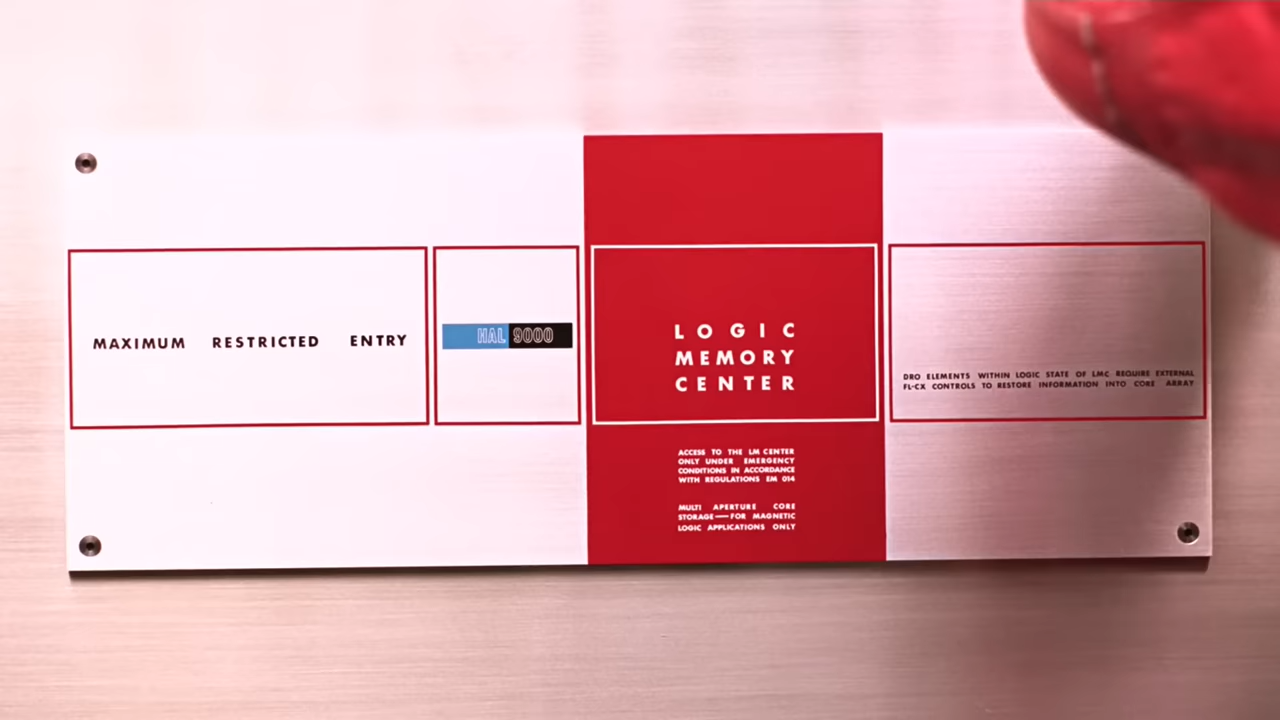 MAXIMUM RESTRICTED ENTRY
HAL 9000
LOGIC
MEMORY
CENTER
ACCESS TO THE LM CENTER
ONLY UNDER EMERGENCY
CONDITIONS IN ACCORDANCE
WITH REGULATIONS EM 014
MULTI APERTURE CORE
STORAGE—FOR MAGNETIC
LOGIC APPLICATIONS ONLY
DRO ELEMENTS WITHIN LOGIC STATE OF LMC REQUIRE EXTERNAL
FL-CX CONTROLS TO RESTORE INFORMATION INTO CORE ARRAY